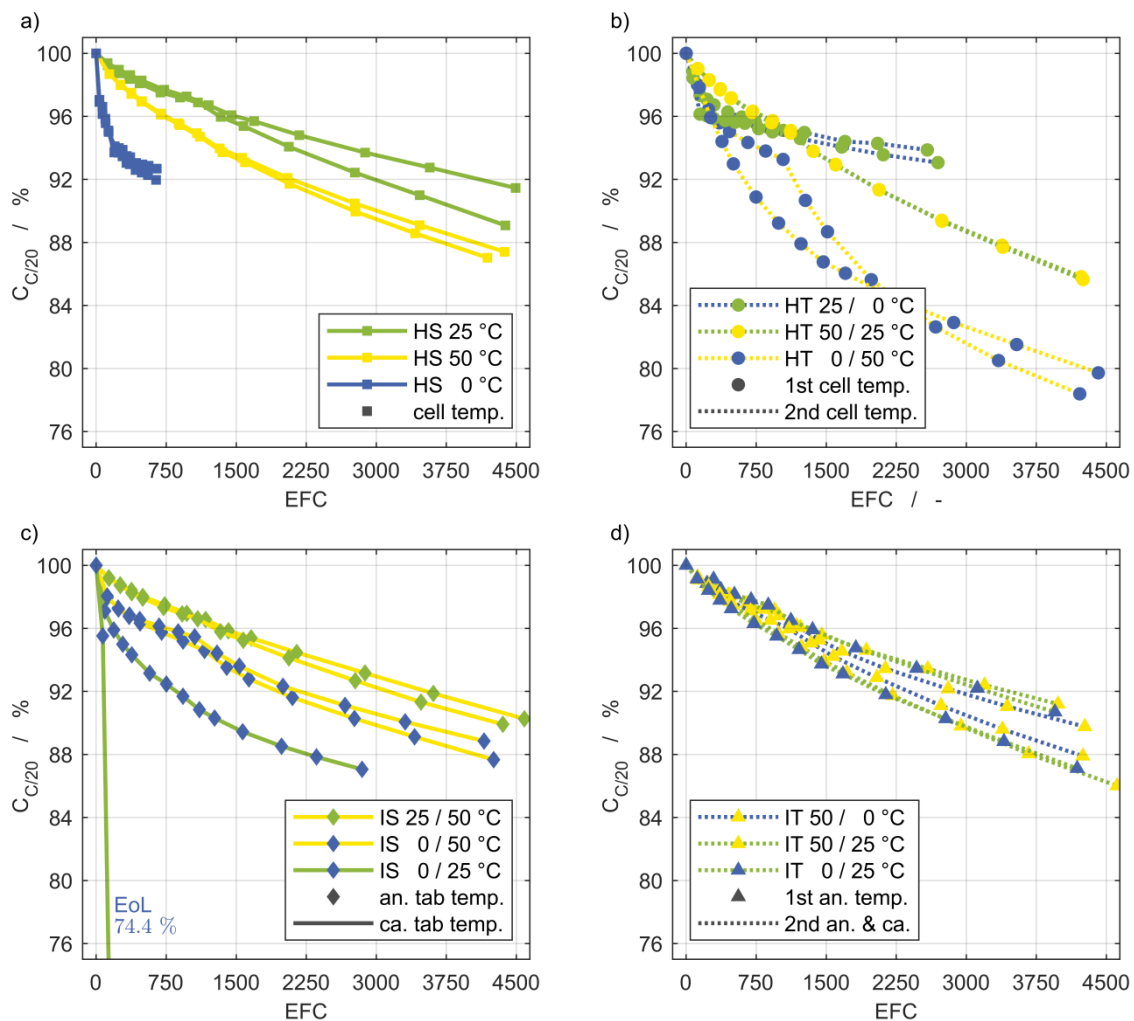 a)
100
96
92
88
84
80
76
C_C/20 / %
HS 25 °C
HS 50 °C
HS 0 °C
cell temp.
0 750 1500 2250 3000 3750 4500
EFC
b)
100
96
92
88
84
80
76
C_C/20 / %
HT 25 / 0 °C
HT 50 / 25 °C
HT 0 / 50 °C
1st cell temp.
2nd cell temp.
0 750 1500 2250 3000 3750 4500
EFC / -
c)
100
96
92
88
84
80
76
C_C/20 / %
EoL
74.4 %
IS 25 / 50 °C
IS 0 / 50 °C
IS 0 / 25 °C
an. tab temp.
ca. tab temp.
0 750 1500 2250 3000 3750 4500
EFC
d)
100
96
92
88
84
80
76
C_C/20 / %
IT 50 / 0 °C
IT 50 / 25 °C
IT 0 / 25 °C
1st an. temp.
2nd an. & ca.
0 750 1500 2250 3000 3750 4500
EFC